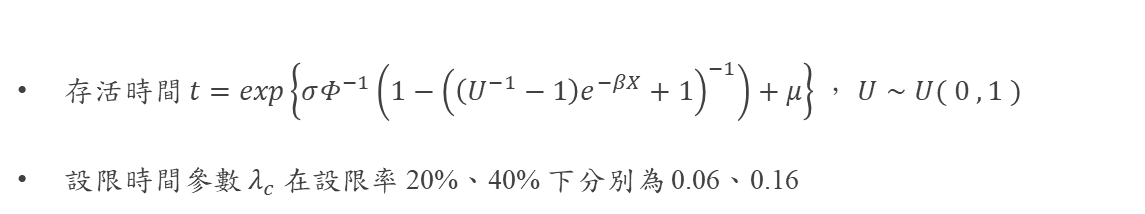 • 存活時間 t = exp{σΦ⁻¹(1 − ((U⁻¹ − 1)e^{−βX} + 1)⁻¹) + μ}，U ~ U( 0 , 1 )
• 設限時間參數 λ_c 在設限率 20%、40% 下分別為 0.06、0.16